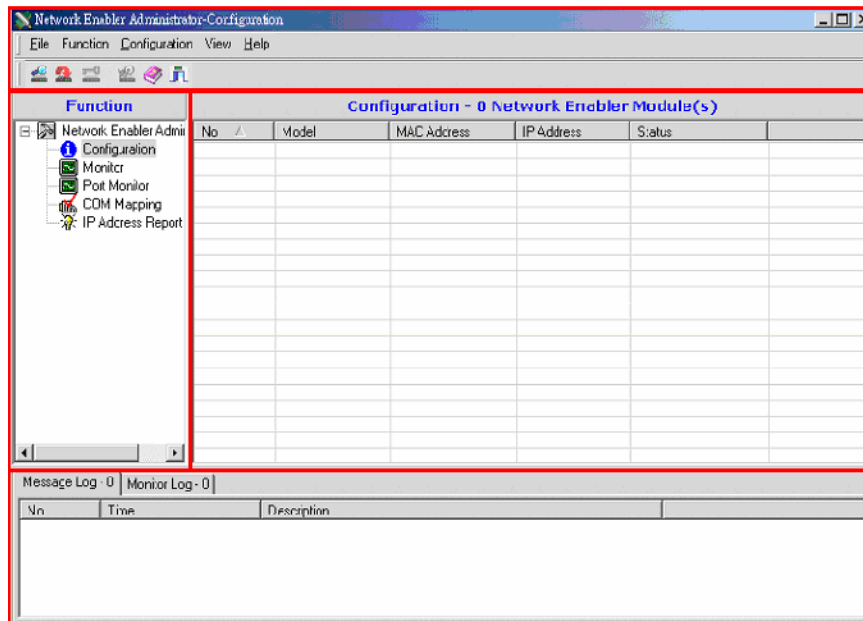 Network Enabler Administrator-Configuration
File Function Configuration View Help
Function
Configuration - 0 Network Enabler Module(s)
Network Enabler Admi
Configuration
Monitor
Port Monitor
COM Mapping
IP Address Report
No Model MAC Address IP Address Status
Message Log - 0 Monitor Log - 0
No Time Description